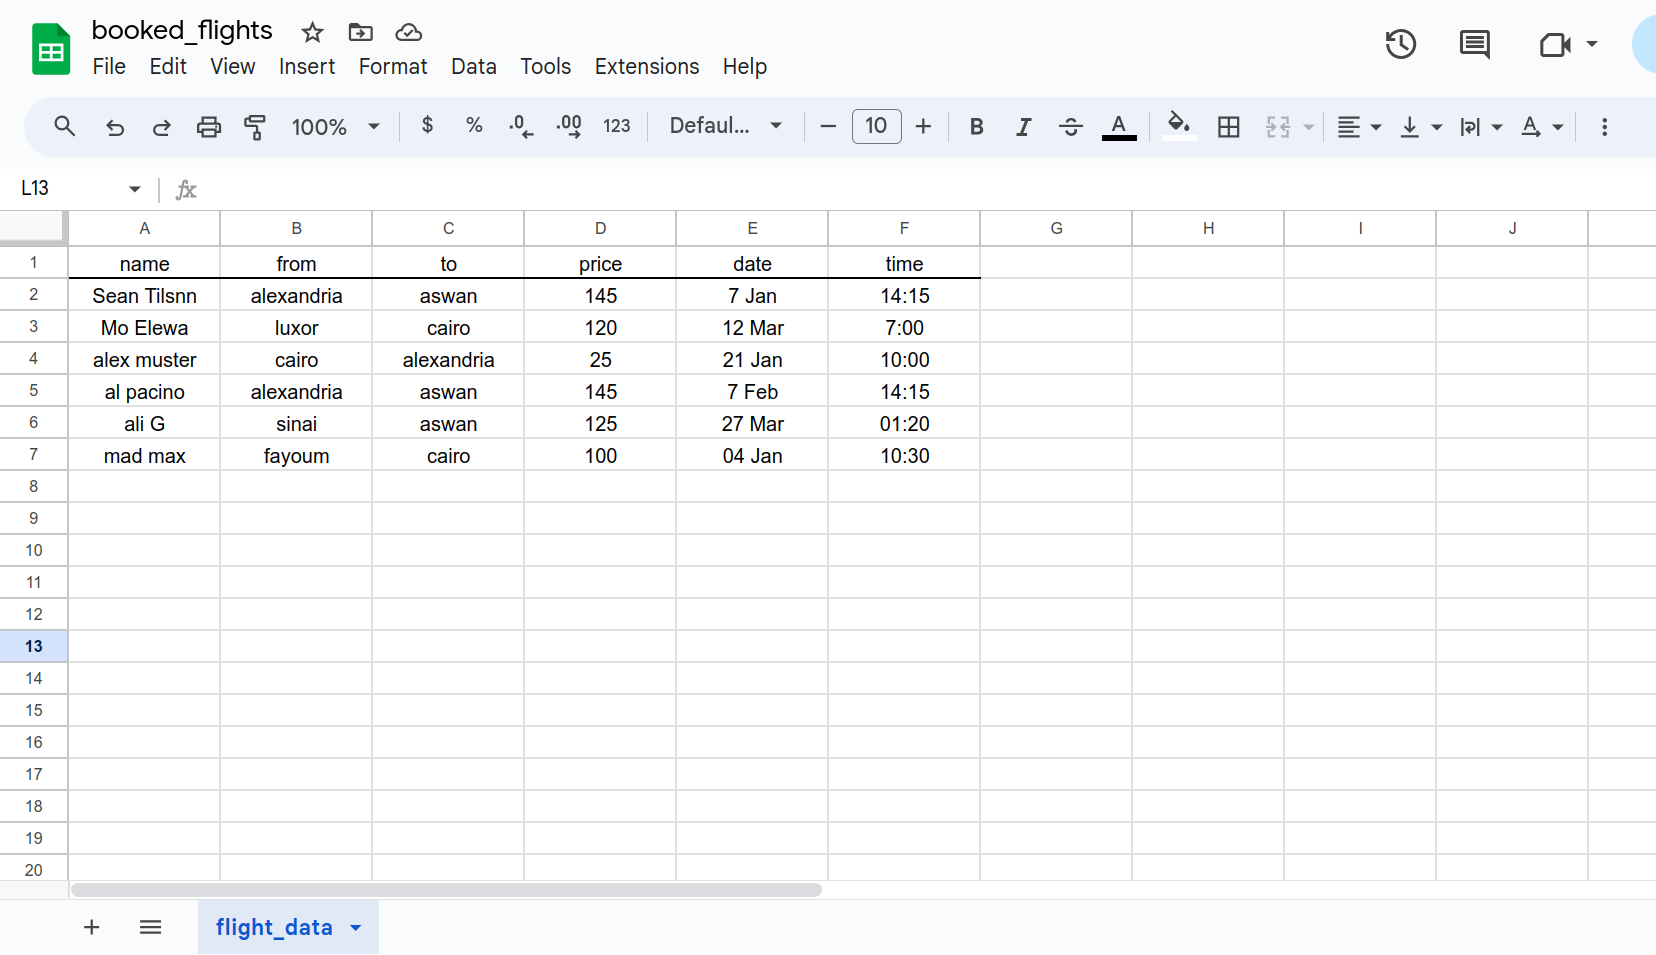 booked_flights
File Edit View Insert Format Data Tools Extensions Help
100% $ % .0 .00 123 Defaul... 10 B I A A
L13 fx
A B C D E F G H I J
1 name from to price date time
2 Sean Tilsnn alexandria aswan 145 7 Jan 14:15
3 Mo Elewa luxor cairo 120 12 Mar 7:00
4 alex muster cairo alexandria 25 21 Jan 10:00
5 al pacino alexandria aswan 145 7 Feb 14:15
6 ali G sinai aswan 125 27 Mar 01:20
7 mad max fayoum cairo 100 04 Jan 10:30
8
9
10
11
12
13
14
15
16
17
18
19
20
flight_data